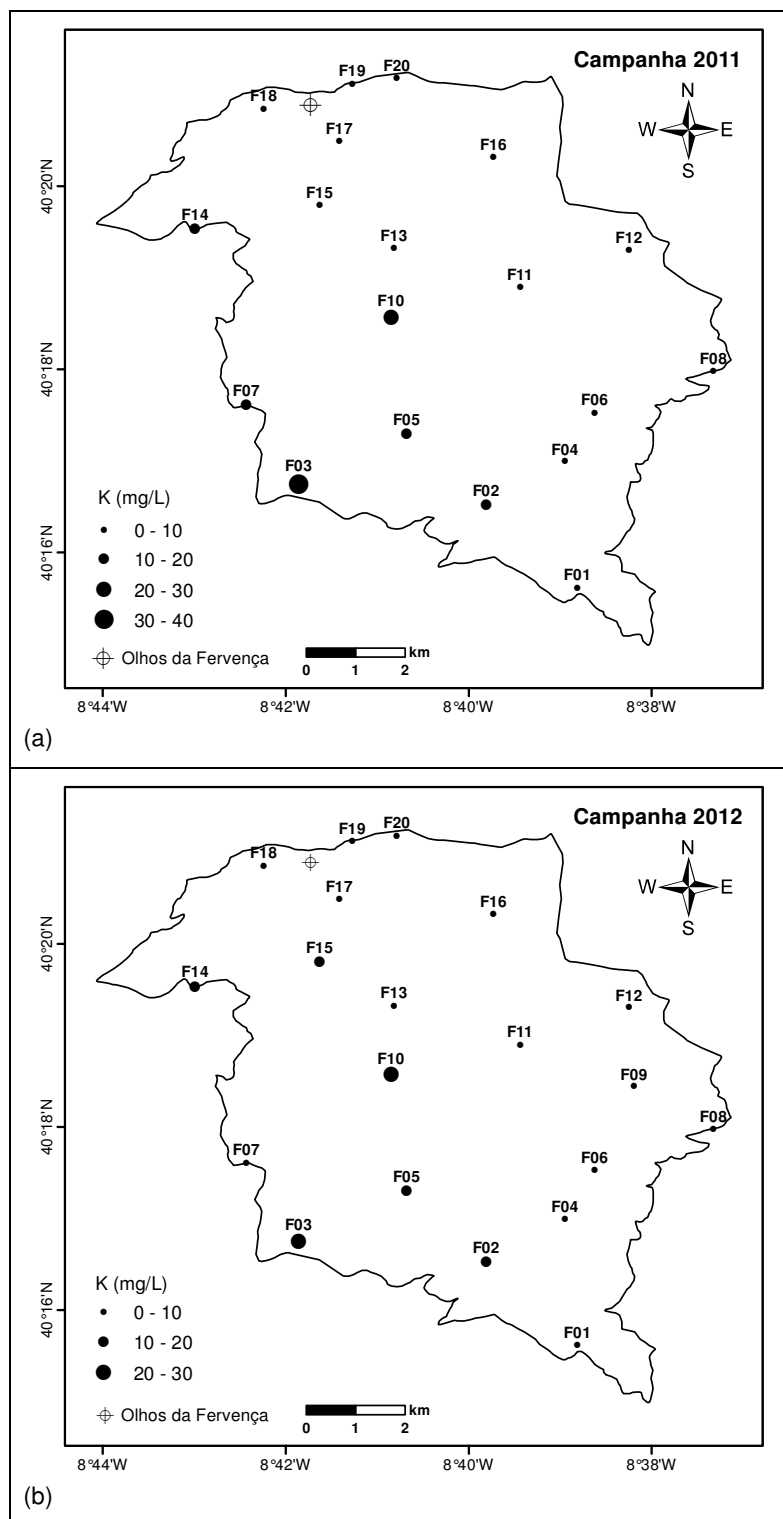 Campanha 2011
N
W E
S
F19 F20
F18
F17
F16
F15
F14
F13
F12
F11
F10
F08
F07
F06
F05
F04
F03
F02
F01
40°20'N
40°18'N
40°16'N
K (mg/L)
0 - 10
10 - 20
20 - 30
30 - 40
Olhos da Fervença
km
0 1 2
8°44'W 8°42'W 8°40'W 8°38'W
(a)
Campanha 2012
N
W E
S
F19 F20
F18
F17
F16
F15
F14
F13
F12
F11
F10
F09
F08
F07
F06
F05
F04
F03
F02
F01
40°20'N
40°18'N
40°16'N
K (mg/L)
0 - 10
10 - 20
20 - 30
Olhos da Fervença
km
0 1 2
8°44'W 8°42'W 8°40'W 8°38'W
(b)